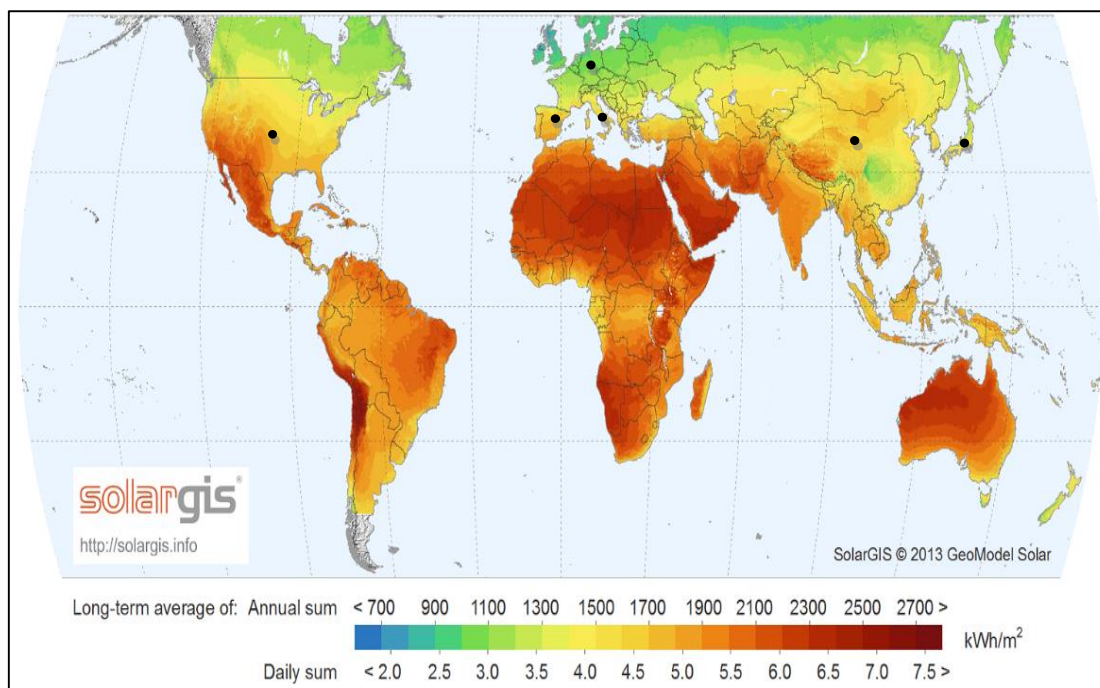 solargis®
http://solargis.info
SolarGIS © 2013 GeoModel Solar
Long-term average of: Annual sum < 700 900 1100 1300 1500 1700 1900 2100 2300 2500 2700 >
kWh/m²
Daily sum < 2.0 2.5 3.0 3.5 4.0 4.5 5.0 5.5 6.0 6.5 7.0 7.5 >